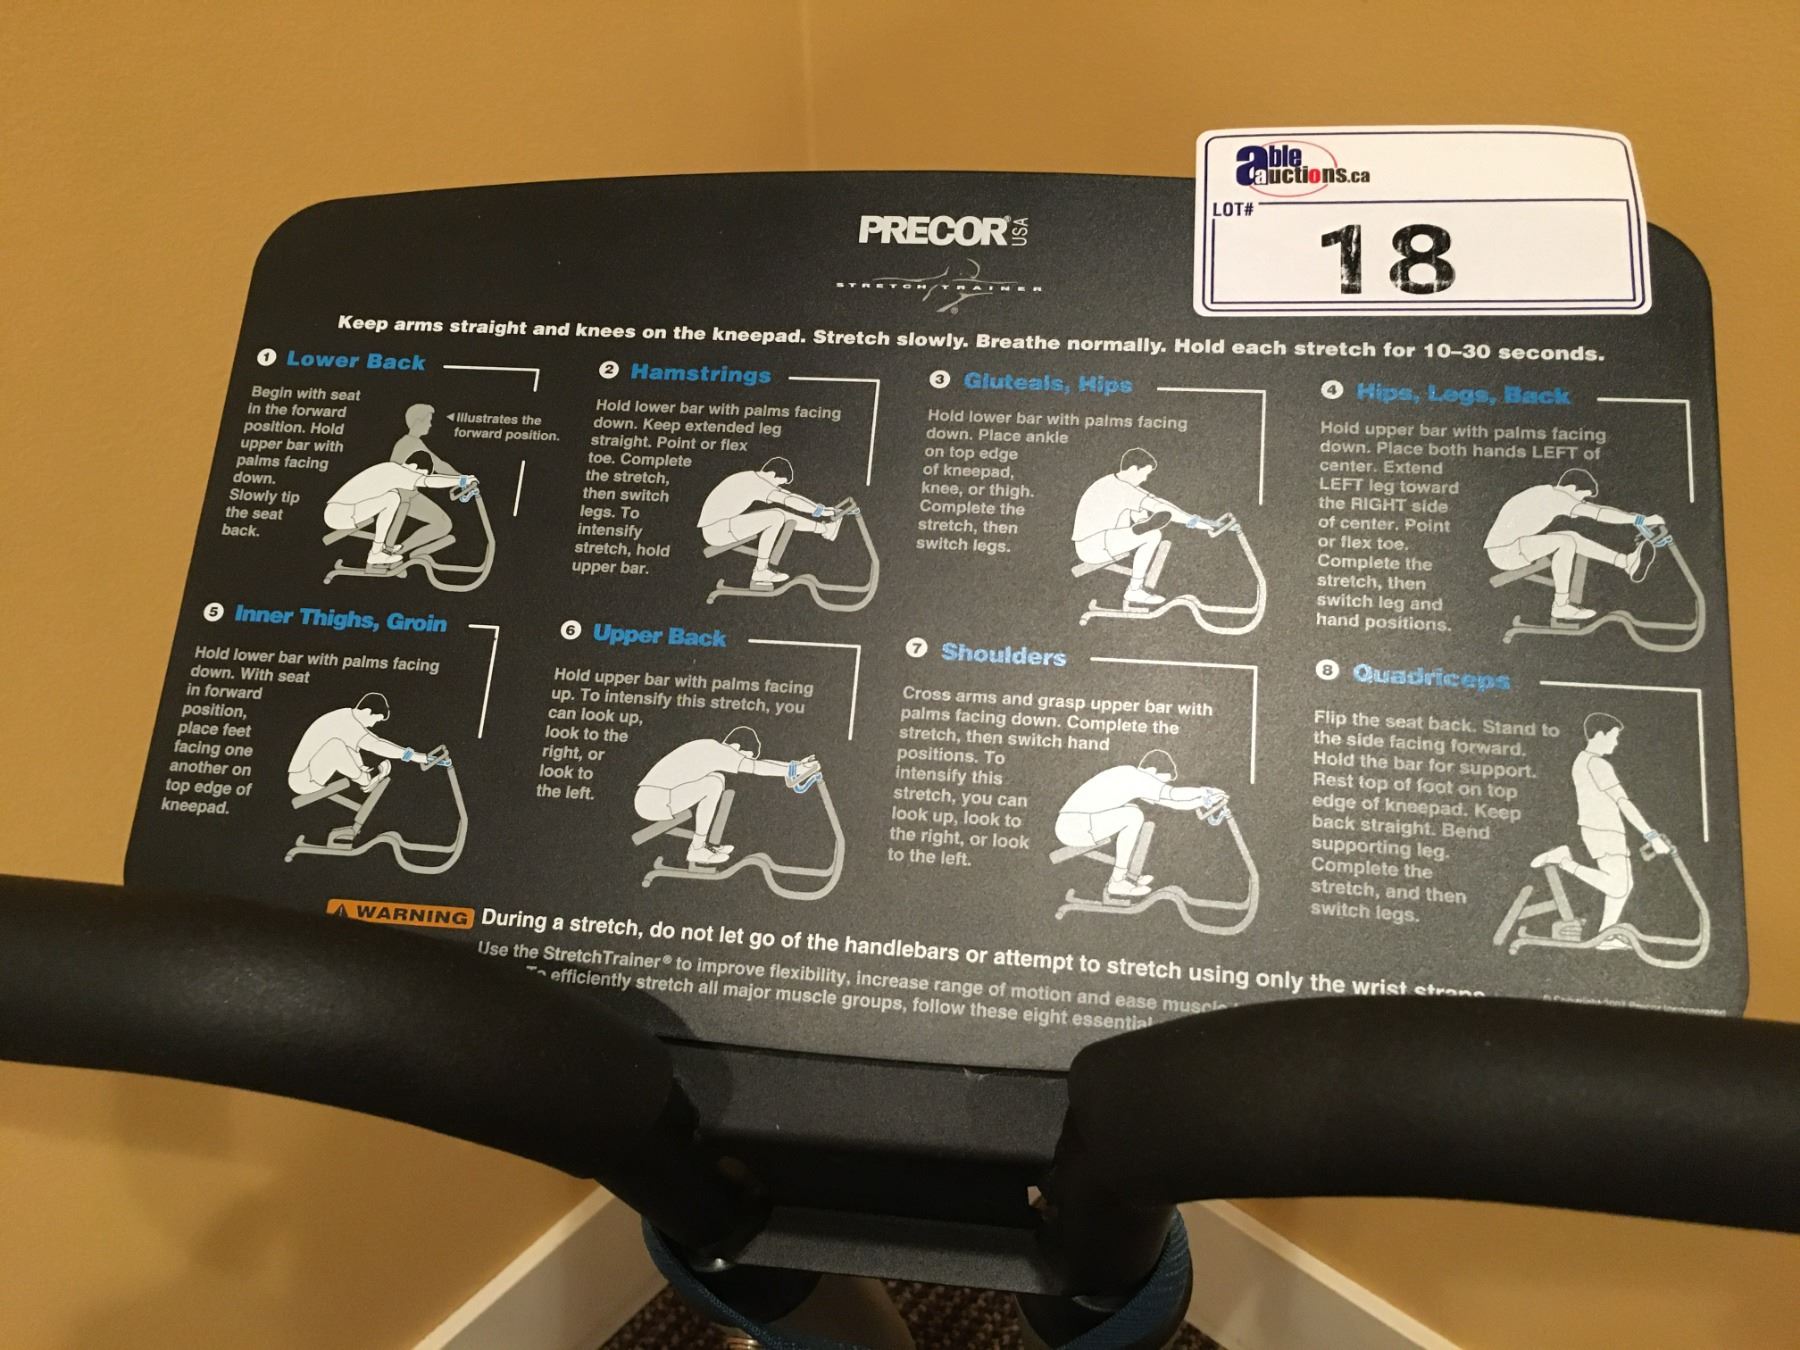 able
auctions.ca
LOT#
18
PRECOR® USA
STRETCH TRAINER
Keep arms straight and knees on the kneepad. Stretch slowly. Breathe normally. Hold each stretch for 10–30 seconds.
1 Lower Back
Begin with seat
in the forward
position. Hold
upper bar with
palms facing
down.
Slowly tip
the seat
back.
Illustrates the
forward position.
2 Hamstrings
Hold lower bar with palms facing
down. Keep extended leg
straight. Point or flex
toe. Complete
the stretch,
then switch
legs. To
intensify
stretch, hold
upper bar.
3 Gluteals, Hips
Hold lower bar with palms facing
down. Place ankle
on top edge
of kneepad,
knee, or thigh.
Complete the
stretch, then
switch legs.
4 Hips, Legs, Back
Hold upper bar with palms facing
down. Place both hands LEFT of
center. Extend
LEFT leg toward
the RIGHT side
of center. Point
or flex toe.
Complete the
stretch, then
switch leg and
hand positions.
5 Inner Thighs, Groin
Hold lower bar with palms facing
down. With seat
in forward
position,
place feet
facing one
another on
top edge of
kneepad.
6 Upper Back
Hold upper bar with palms facing
up. To intensify this stretch, you
can look up,
look to the
right, or
look to
the left.
7 Shoulders
Cross arms and grasp upper bar with
palms facing down. Complete the
stretch, then switch hand
positions. To
intensify this
stretch, you can
look up, look to
the right, or look
to the left.
8 Quadriceps
Flip the seat back. Stand to
the side facing forward.
Hold the bar for support.
Rest top of foot on top
edge of kneepad. Keep
back straight. Bend
supporting leg.
Complete the
stretch, and then
switch legs.
WARNING During a stretch, do not let go of the handlebars or attempt to stretch using only the wrist straps
Use the StretchTrainer® to improve flexibility, increase range of motion and ease muscle
To efficiently stretch all major muscle groups, follow these eight essential